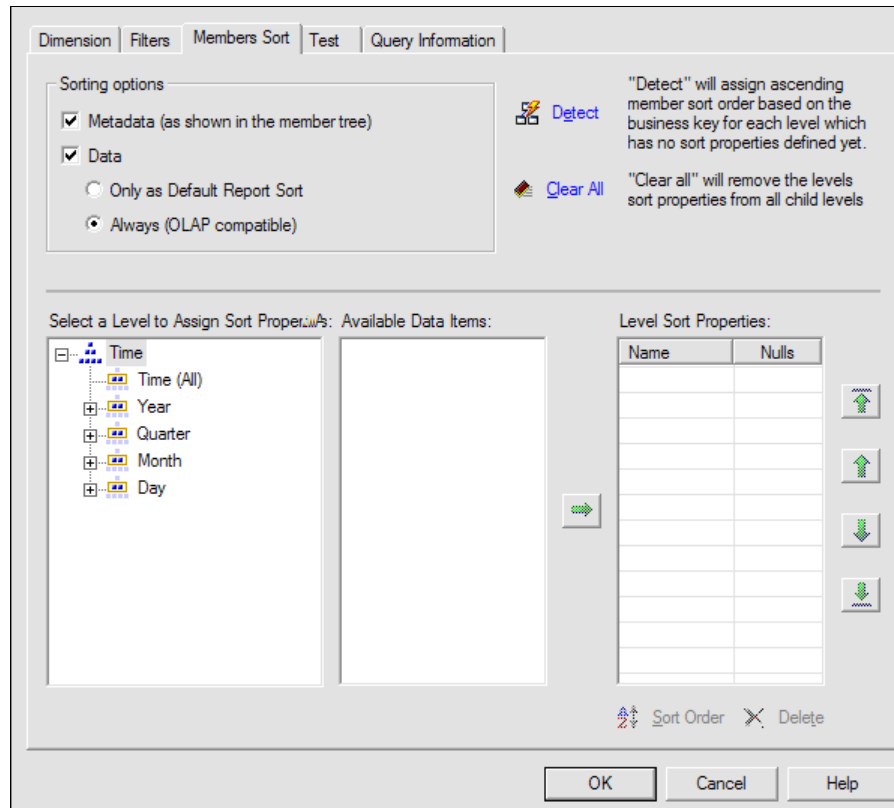 Dimension Filters Members Sort Test Query Information
Sorting options
Metadata (as shown in the member tree)
Data
Only as Default Report Sort
Always (OLAP compatible)
Detect
"Detect" will assign ascending
member sort order based on the
business key for each level which
has no sort properties defined yet.
Clear All
"Clear all" will remove the levels
sort properties from all child levels
Select a Level to Assign Sort
Available Data Items:
Level Sort Properties:
Time
Time (All)
Year
Quarter
Month
Day
Name Nulls
Sort Order Delete
OK Cancel Help